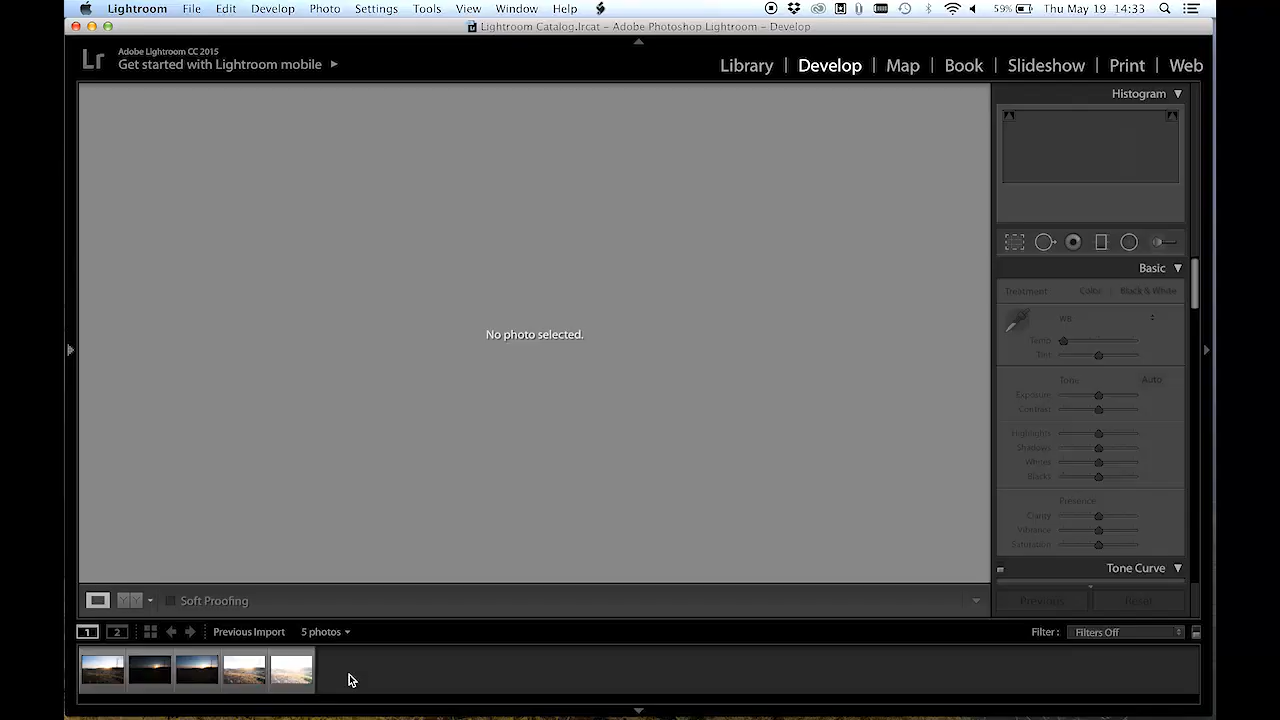 Lightroom File Edit Develop Photo Settings Tools View Window Help 59% Thu May 19 14:33
Lightroom Catalog.lrcat – Adobe Photoshop Lightroom – Develop
Lr
Adobe Lightroom CC 2015
Get started with Lightroom mobile
Library | Develop | Map | Book | Slideshow | Print | Web
Histogram
No photo selected.
Basic
Treatment: Color Black & White
WB
Temp
Tint
Tone Auto
Exposure
Contrast
Highlights
Shadows
Whites
Blacks
Presence
Clarity
Vibrance
Saturation
Tone Curve
YY Soft Proofing
Previous Reset
1 2 Previous Import 5 photos Filter : Filters Off